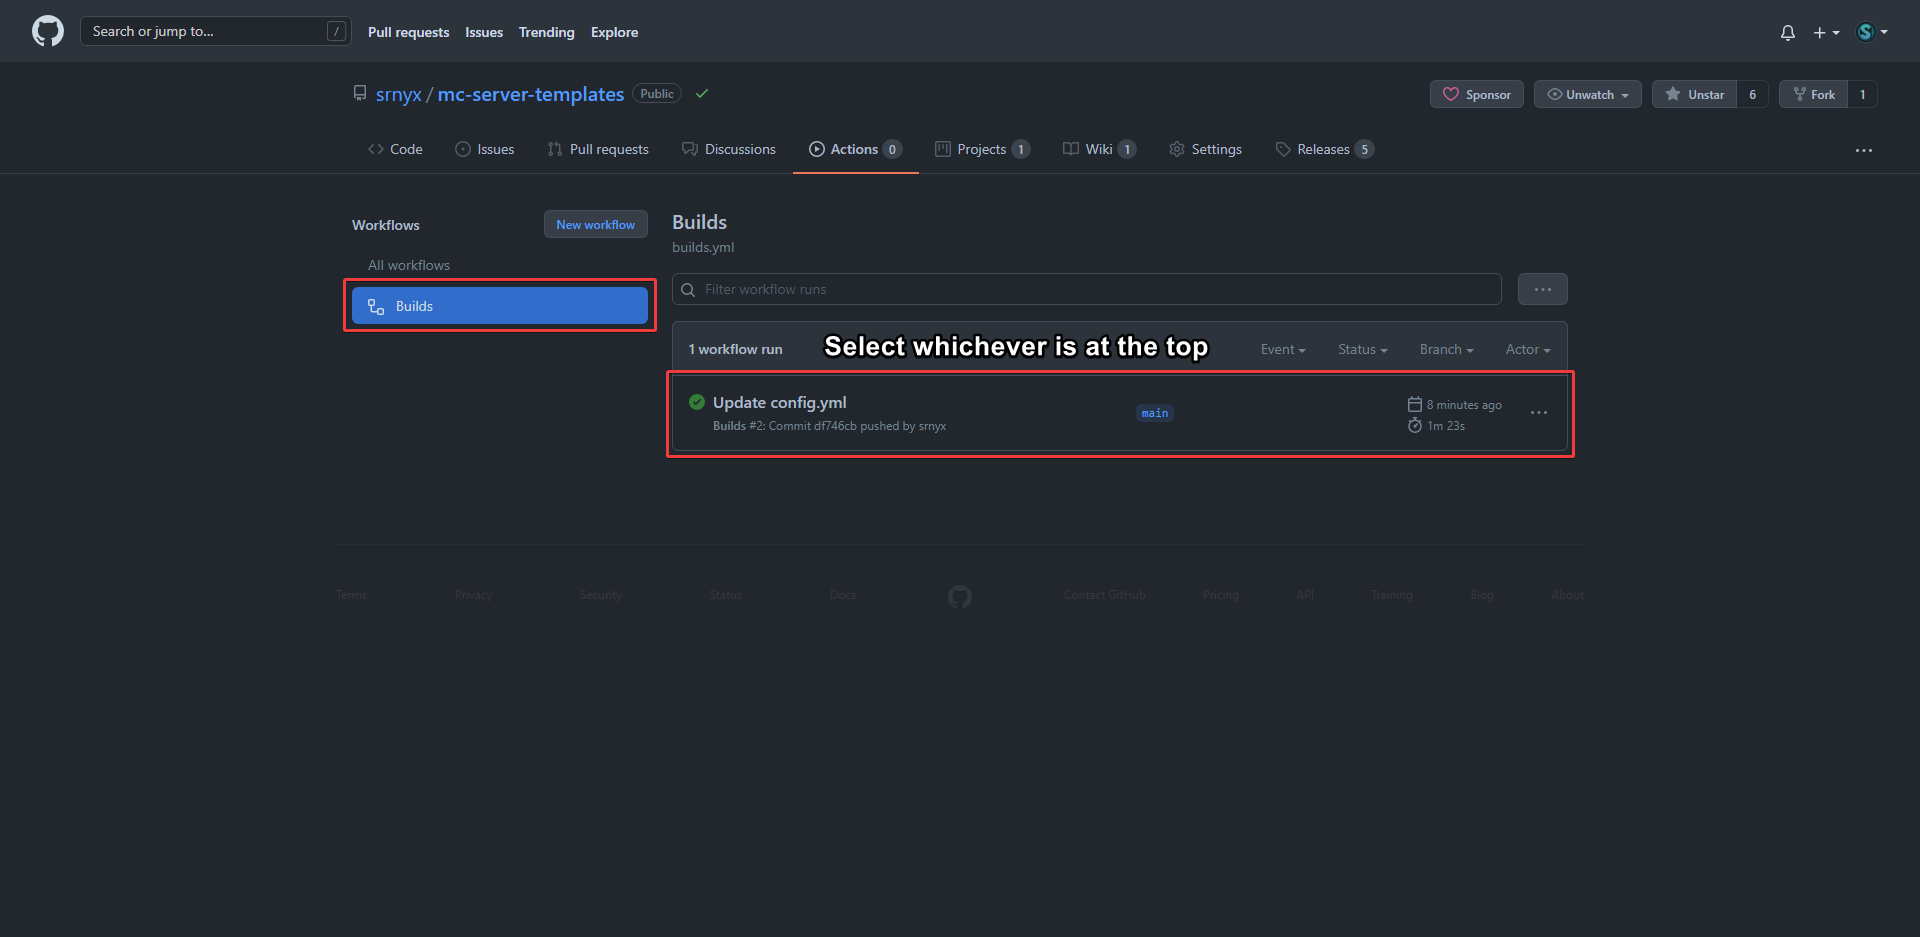 Search or jump to... /
Pull requests Issues Trending Explore
srnyx / mc-server-templates Public
Sponsor Unwatch Unstar 6 Fork 1
Code Issues Pull requests Discussions Actions 0 Projects 1 Wiki 1 Settings Releases 5
Workflows New workflow
All workflows
Builds
Builds
builds.yml
Filter workflow runs
1 workflow run Select whichever is at the top Event Status Branch Actor
Update config.yml
Builds #2: Commit df746cb pushed by srnyx
main
8 minutes ago
1m 23s
Terms Privacy Security Status Docs Contact GitHub Pricing API Training Blog About